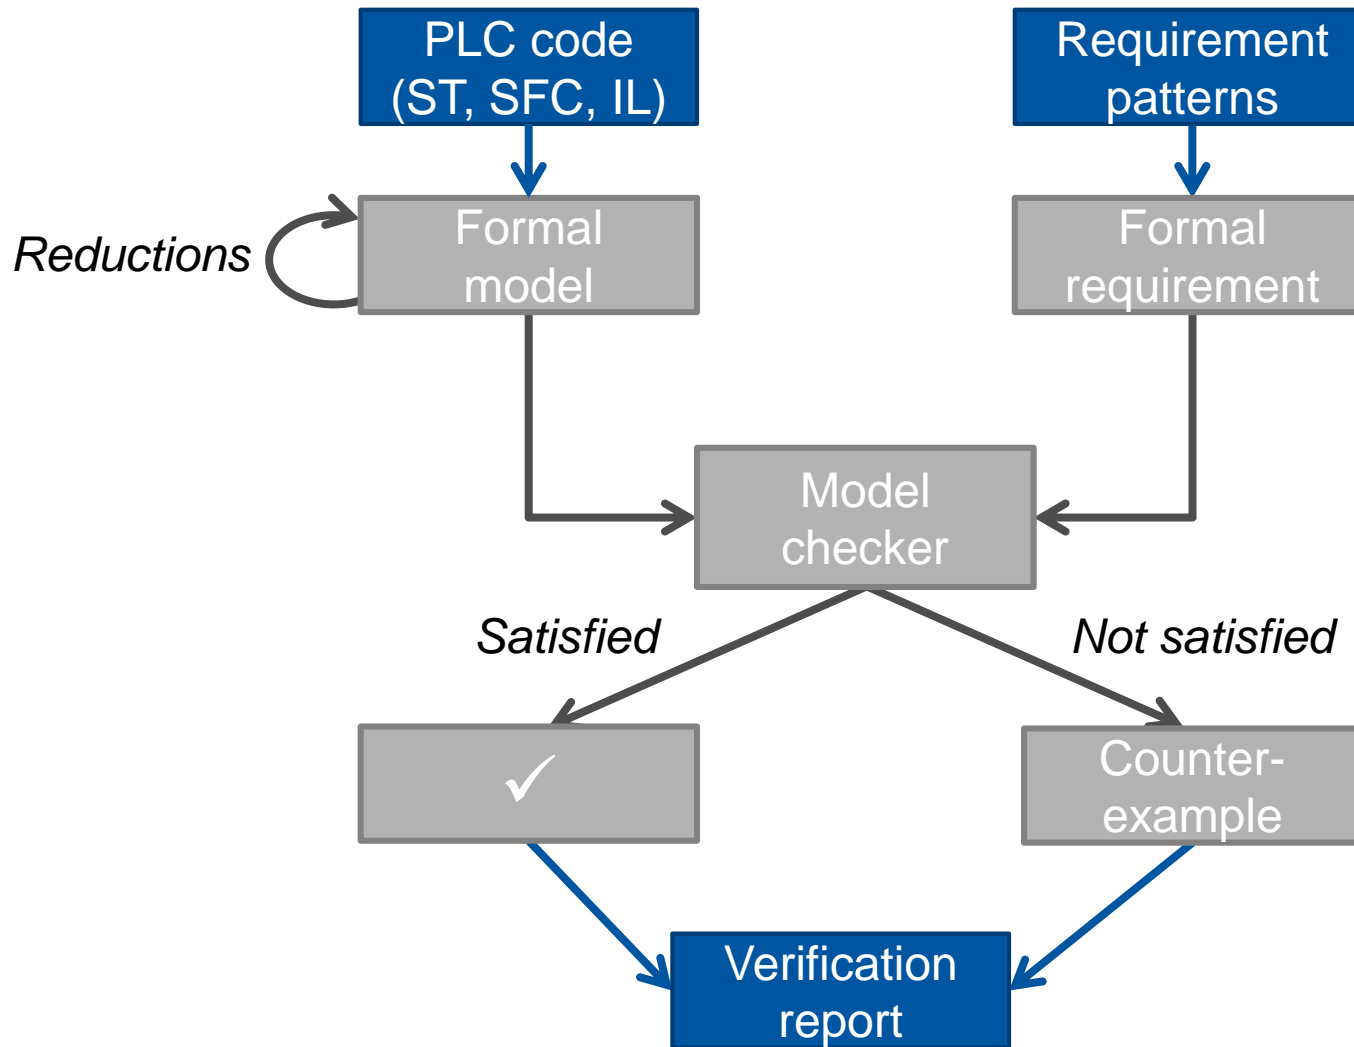 PLC code
(ST, SFC, IL)
Requirement
patterns
Reductions
Formal
model
Formal
requirement
Model
checker
Satisfied
Not satisfied
✓
Counter-
example
Verification
report